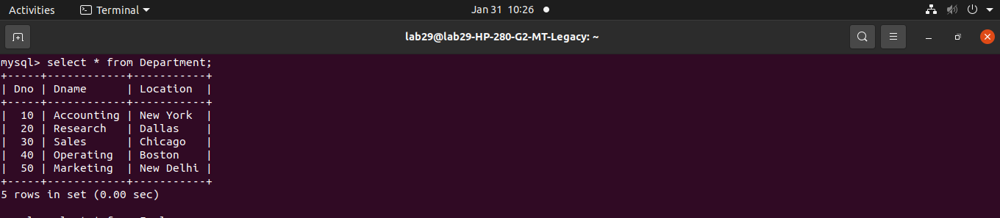 Activities Terminal Jan 31 10:26
lab29@lab29-HP-280-G2-MT-Legacy: ~
mysql> select * from Department;
+-----+------------+-----------+
| Dno | Dname      | Location  |
+-----+------------+-----------+
|  10 | Accounting | New York  |
|  20 | Research   | Dallas    |
|  30 | Sales      | Chicago   |
|  40 | Operating  | Boston    |
|  50 | Marketing  | New Delhi |
+-----+------------+-----------+
5 rows in set (0.00 sec)